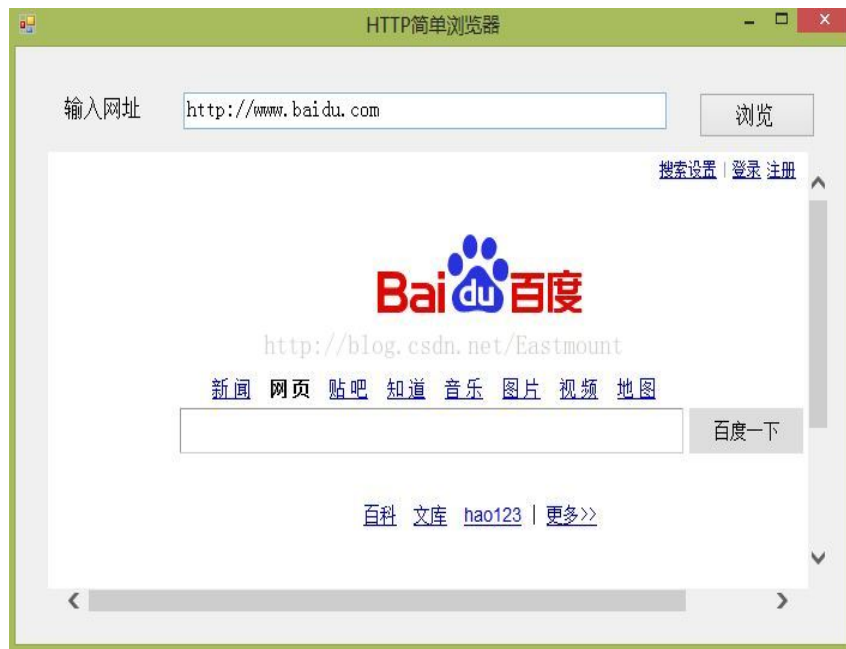 HTTP简单浏览器
输入网址 http://www.baidu.com 浏览
搜索设置 | 登录 注册
Bai du 百度
http://blog.csdn.net/Eastmount
新闻 网页 贴吧 知道 音乐 图片 视频 地图
百度一下
百科 文库 hao123 | 更多>>